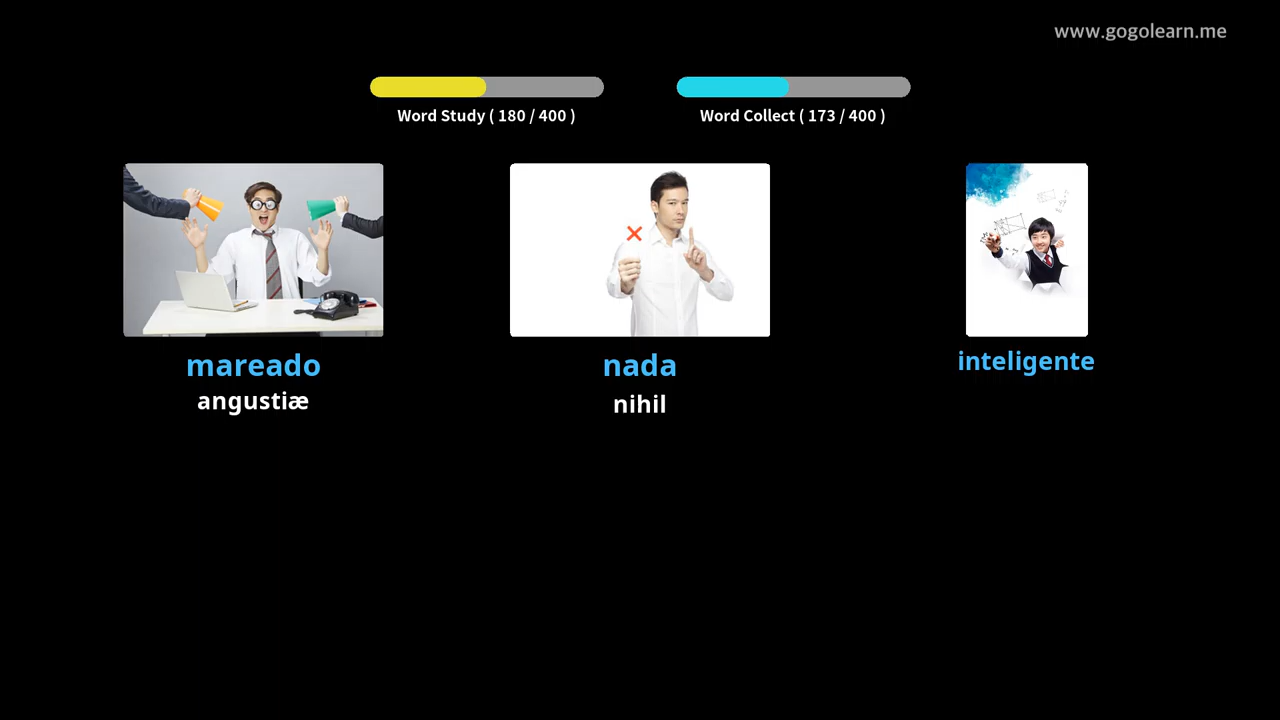 www.gogolearn.me
Word Study ( 180 / 400 )
Word Collect ( 173 / 400 )
mareado
angustiæ
nada
nihil
inteligente